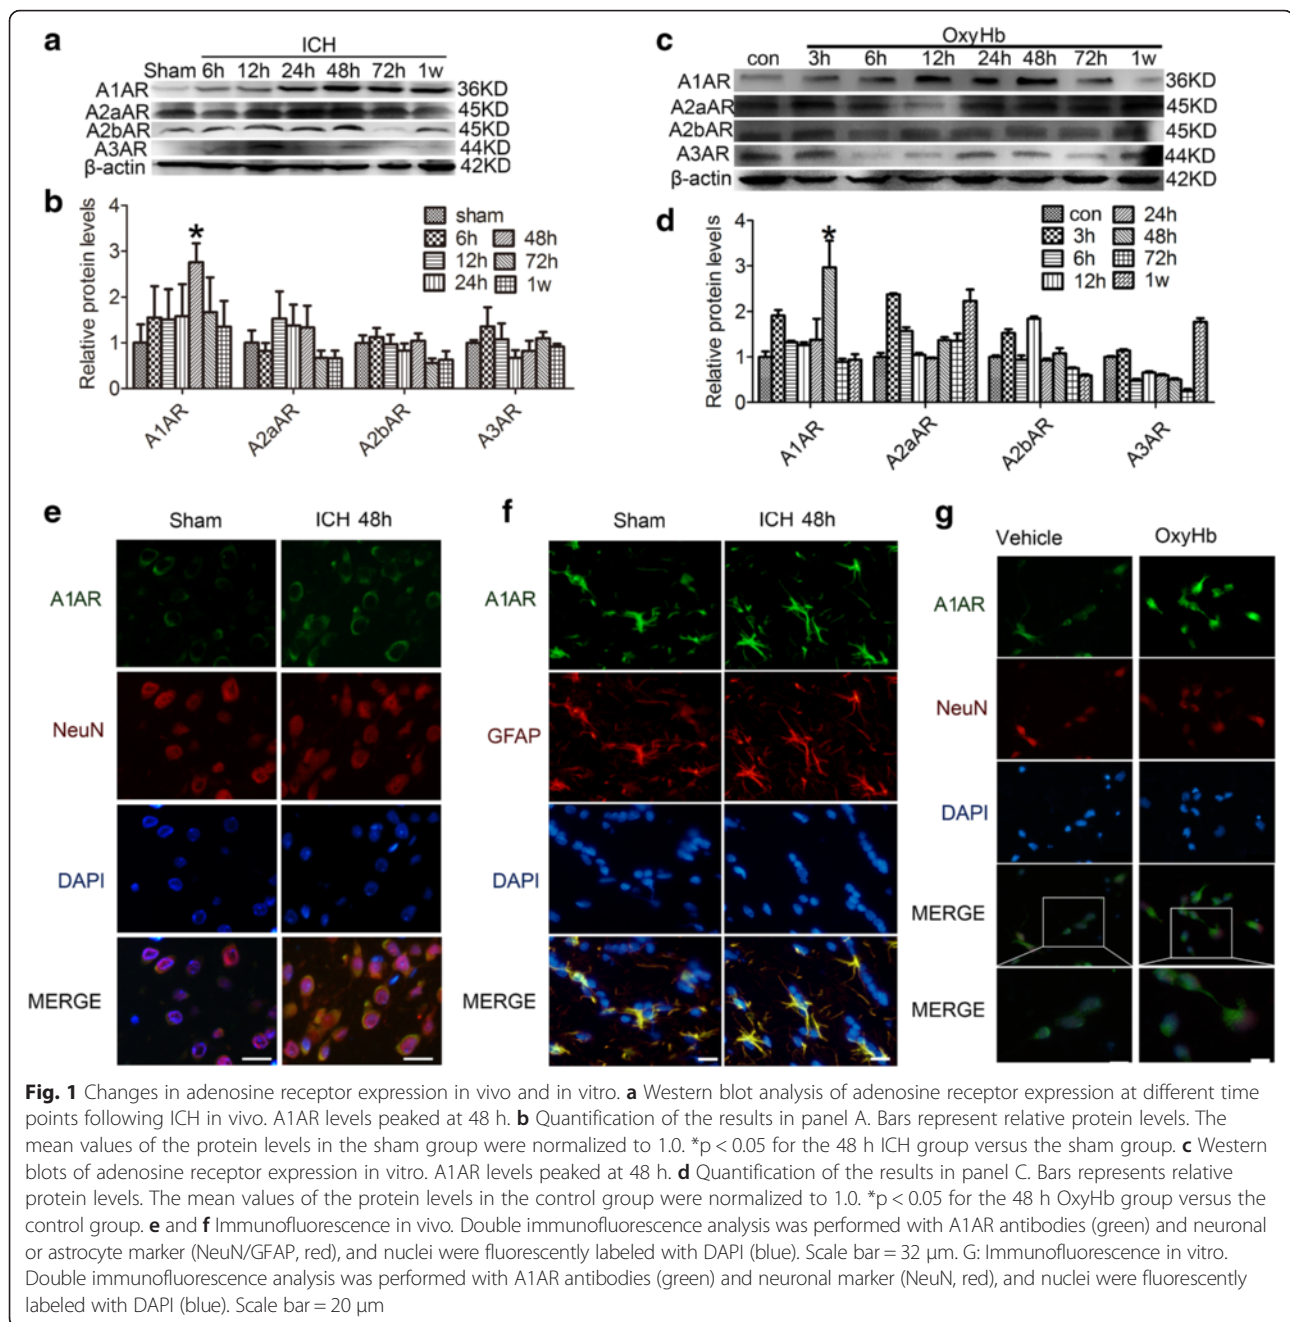 a
ICH
Sham 6h 12h 24h 48h 72h 1w
A1AR 36KD
A2aAR 45KD
A2bAR 45KD
A3AR 44KD
β-actin 42KD
b
Relative protein levels
4
3
2
1
0
*
sham
6h 48h
12h 72h
24h 1w
A1AR A2aAR A2bAR A3AR
c
OxyHb
con 3h 6h 12h 24h 48h 72h 1w
A1AR 36KD
A2aAR 45KD
A2bAR 45KD
A3AR 44KD
β-actin 42KD
d
Relative protein levels
4
3
2
1
0
*
con 24h
3h 48h
6h 72h
12h 1w
A1AR A2aAR A2bAR A3AR
e
Sham ICH 48h
A1AR
NeuN
DAPI
MERGE
f
Sham ICH 48h
A1AR
GFAP
DAPI
MERGE
g
Vehicle OxyHb
A1AR
NeuN
DAPI
MERGE
MERGE
Fig. 1 Changes in adenosine receptor expression in vivo and in vitro. a Western blot analysis of adenosine receptor expression at different time
points following ICH in vivo. A1AR levels peaked at 48 h. b Quantification of the results in panel A. Bars represent relative protein levels. The
mean values of the protein levels in the sham group were normalized to 1.0. *p < 0.05 for the 48 h ICH group versus the sham group. c Western
blots of adenosine receptor expression in vitro. A1AR levels peaked at 48 h. d Quantification of the results in panel C. Bars represents relative
protein levels. The mean values of the protein levels in the control group were normalized to 1.0. *p < 0.05 for the 48 h OxyHb group versus the
control group. e and f Immunofluorescence in vivo. Double immunofluorescence analysis was performed with A1AR antibodies (green) and neuronal
or astrocyte marker (NeuN/GFAP, red), and nuclei were fluorescently labeled with DAPI (blue). Scale bar = 32 μm. G: Immunofluorescence in vitro.
Double immunofluorescence analysis was performed with A1AR antibodies (green) and neuronal marker (NeuN, red), and nuclei were fluorescently
labeled with DAPI (blue). Scale bar = 20 μm